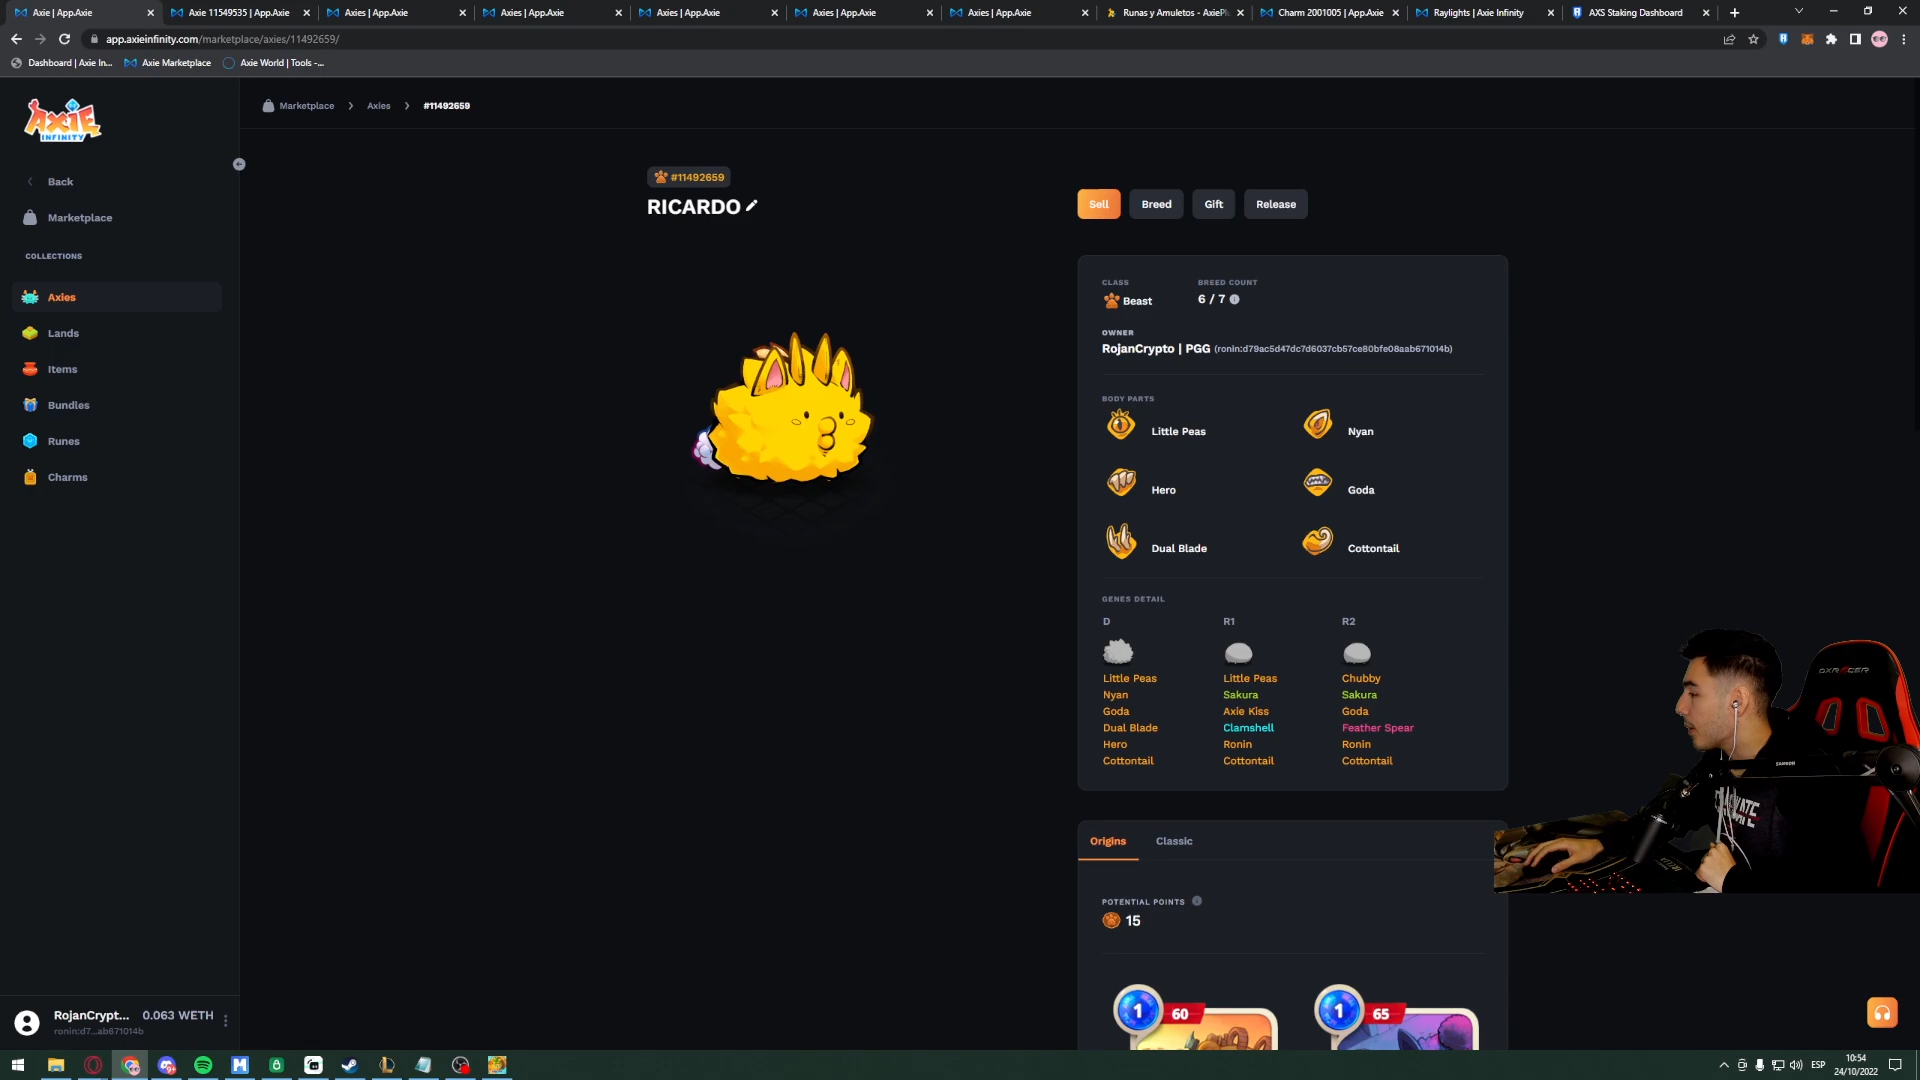 Axie | App.Axie
Axie 11549535 | App.Axie
Axies | App.Axie
Axies | App.Axie
Axies | App.Axie
Axies | App.Axie
Axies | App.Axie
Runas y Amuletos - AxiePl
Charm 2001005 | App.Axie
Raylights | Axie Infinity
AXS Staking Dashboard
app.axieinfinity.com/marketplace/axies/11492659/
Dashboard | Axie In...
Axie Marketplace
Axie World | Tools -...
AXIE
INFINITY
Back
Marketplace
COLLECTIONS
Axies
Lands
Items
Bundles
Runes
Charms
Marketplace > Axies > #11492659
#11492659
RICARDO
Sell
Breed
Gift
Release
CLASS
BREED COUNT
Beast
6 / 7
OWNER
RojanCrypto | PGG (ronin:d79ac5d47dc7d6037cb57ce80bfe08aab671014b)
BODY PARTS
Little Peas
Nyan
Hero
Goda
Dual Blade
Cottontail
GENES DETAIL
D R1 R2
Little Peas Little Peas Chubby
Nyan Sakura Sakura
Goda Axie Kiss Goda
Dual Blade Clamshell Feather Spear
Hero Ronin Ronin
Cottontail Cottontail Cottontail
Origins
Classic
POTENTIAL POINTS
15
1 60
1 65
RojanCrypt... 0.063 WETH
ronin:d7...ab671014b
ESP
10:54
24/10/2022